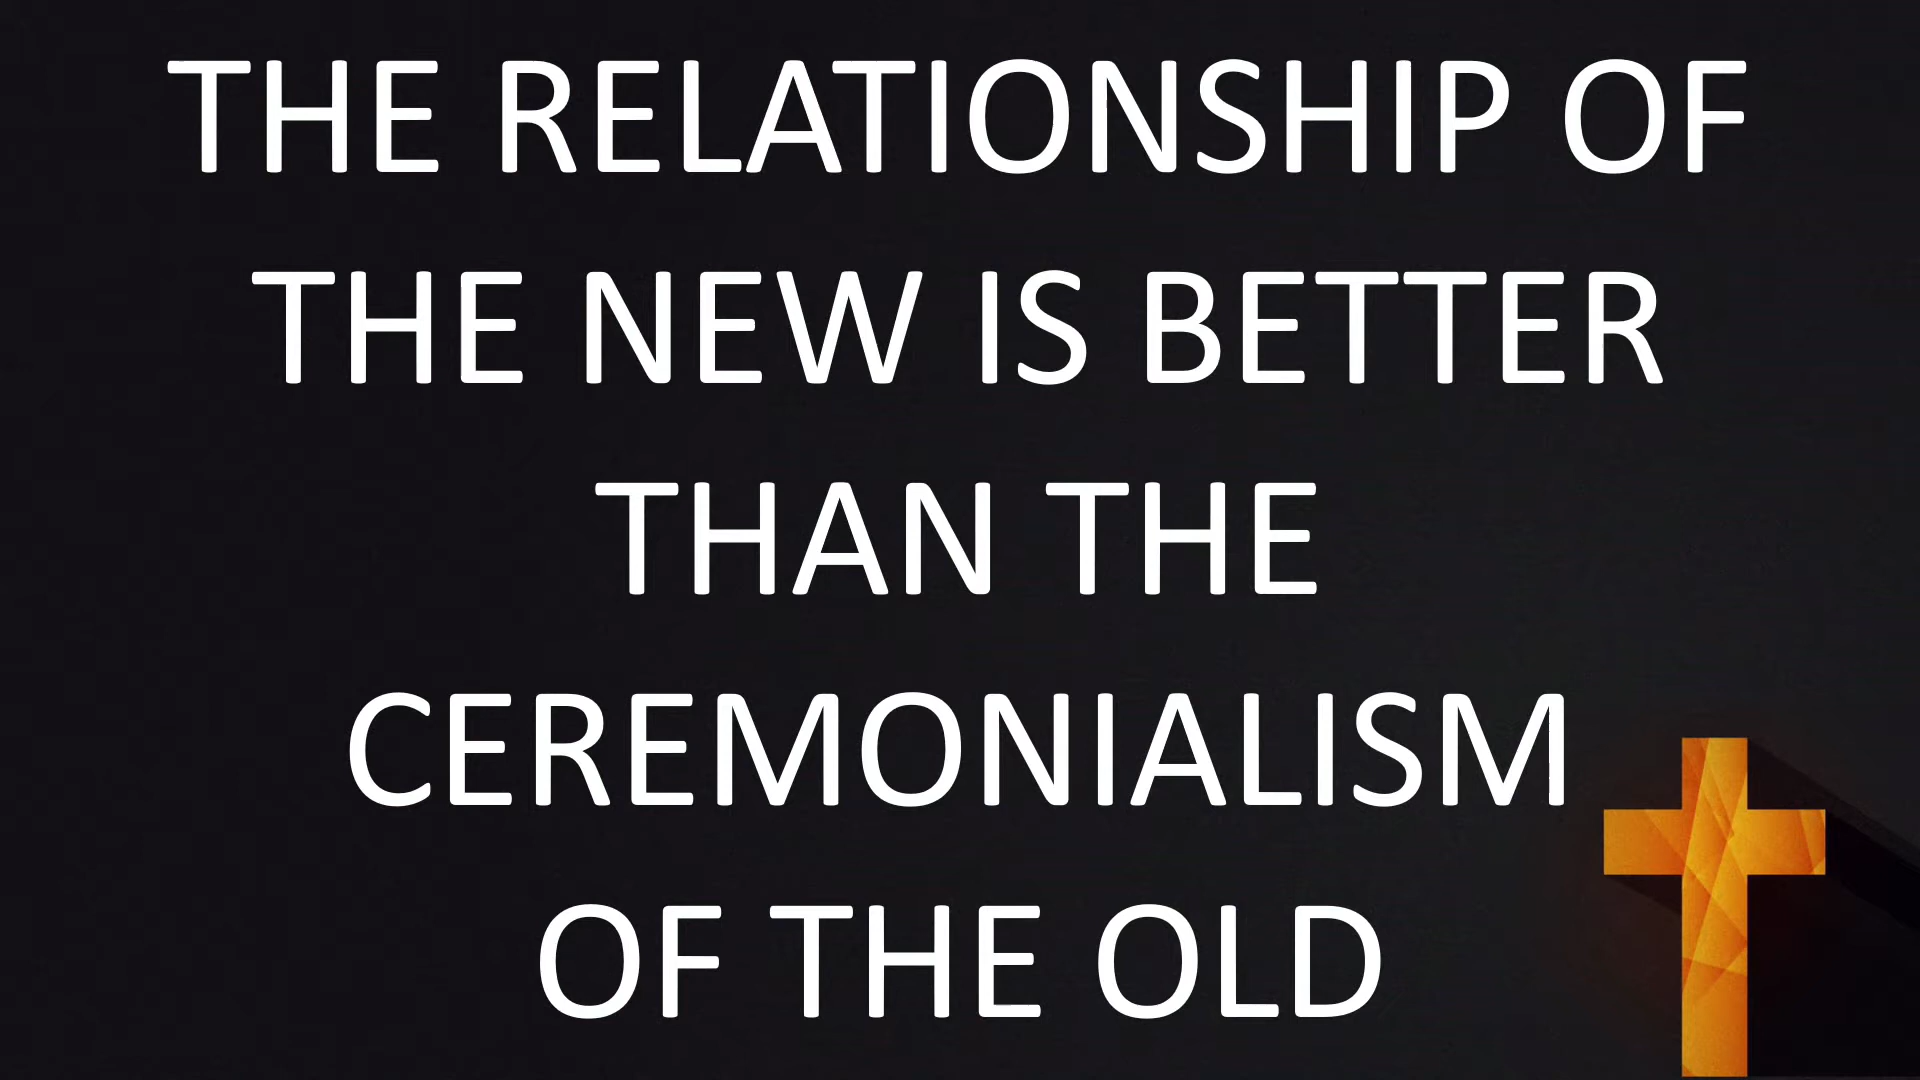 THE RELATIONSHIP OF
THE NEW IS BETTER
THAN THE
CEREMONIALISM
OF THE OLD